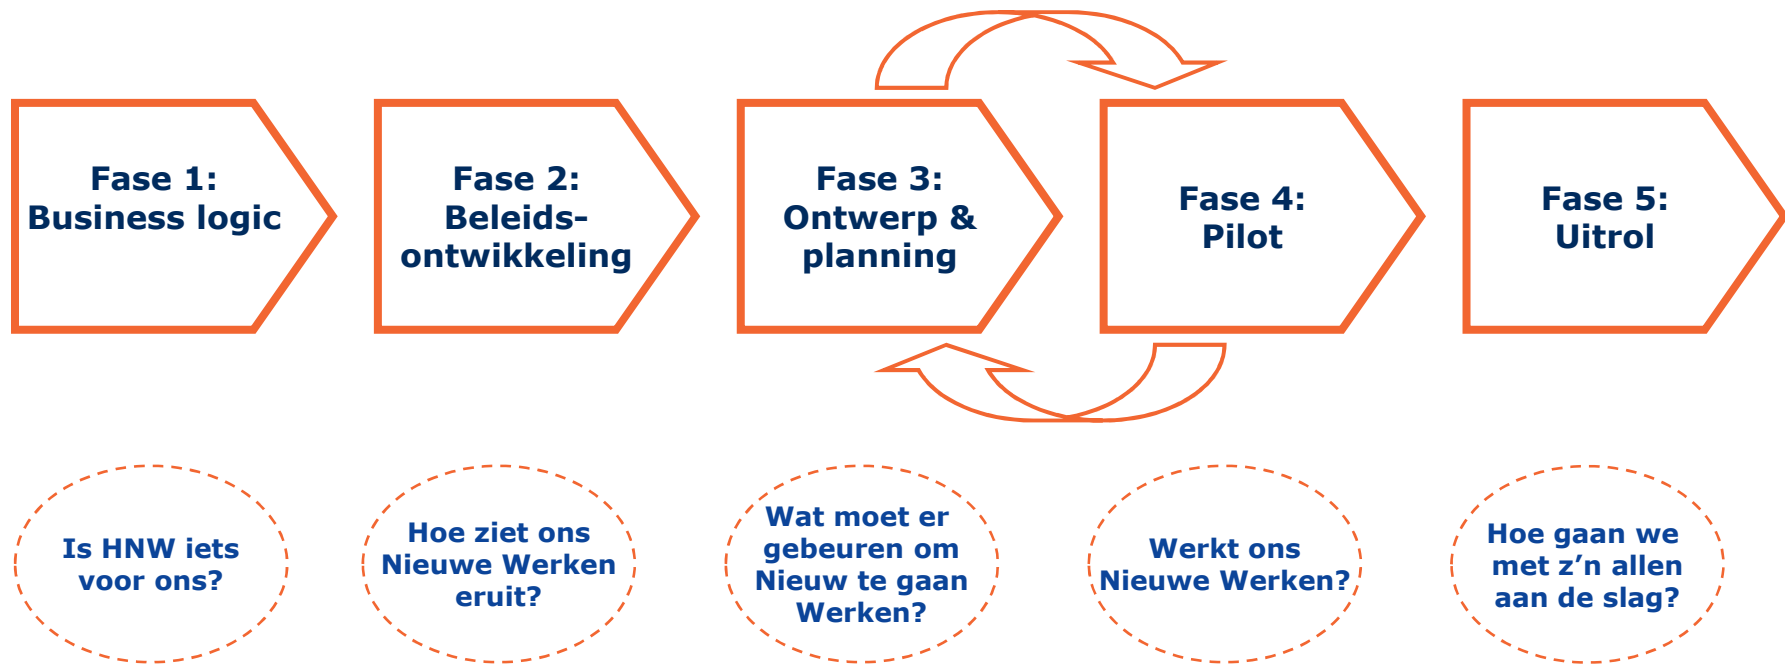 Fase 1:
Business logic
Fase 2:
Beleids-
ontwikkeling
Fase 3:
Ontwerp &
planning
Fase 4:
Pilot
Fase 5:
Uitrol
Is HNW iets
voor ons?
Hoe ziet ons
Nieuwe Werken
eruit?
Wat moet er
gebeuren om
Nieuw te gaan
Werken?
Werkt ons
Nieuwe Werken?
Hoe gaan we
met z’n allen
aan de slag?